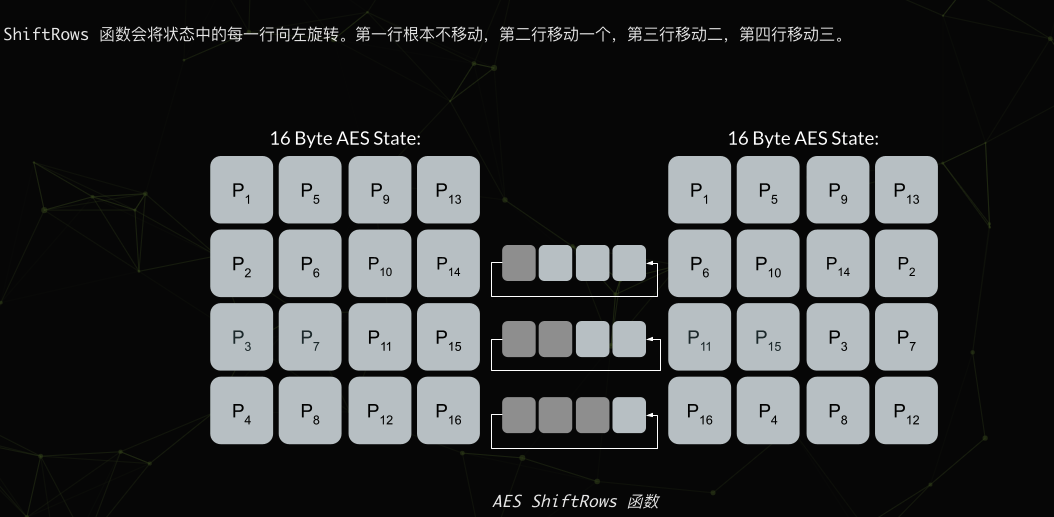 ShiftRows 函数会将状态中的每一行向左旋转。第一行根本不移动，第二行移动一个，第三行移动二，第四行移动三。
16 Byte AES State: 16 Byte AES State:
P1 P5 P9 P13 P1 P5 P9 P13
P2 P6 P10 P14 P6 P10 P14 P2
P3 P7 P11 P15 P11 P15 P3 P7
P4 P8 P12 P16 P16 P4 P8 P12
AES ShiftRows 函数